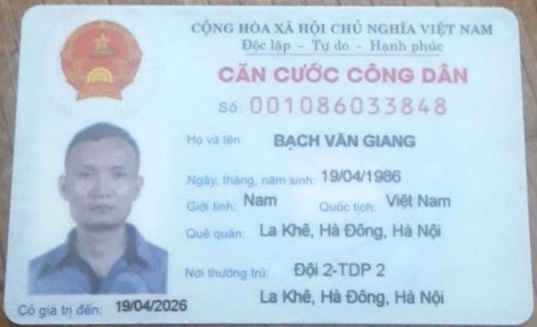 CỘNG HÒA XÃ HỘI CHỦ NGHĨA VIỆT NAM
Độc lập - Tự do - Hạnh phúc
CĂN CƯỚC CÔNG DÂN
Số: 001086033848
Họ và tên: BẠCH VĂN GIANG
Ngày, tháng, năm sinh: 19/04/1986
Giới tính: Nam Quốc tịch: Việt Nam
Quê quán: La Khê, Hà Đông, Hà Nội
Nơi thường trú: Đội 2-TDP 2
La Khê, Hà Đông, Hà Nội
Có giá trị đến: 19/04/2026